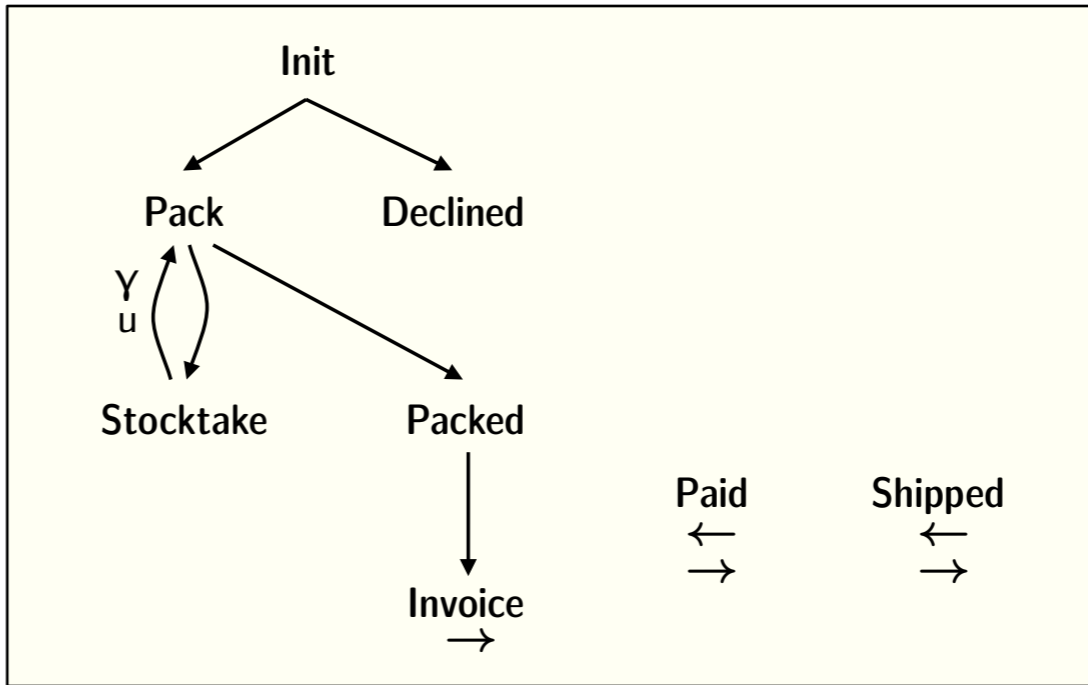 Init
Pack Declined
γ
u
Stocktake Packed
Paid Shipped
← ←
→ →
Invoice
→